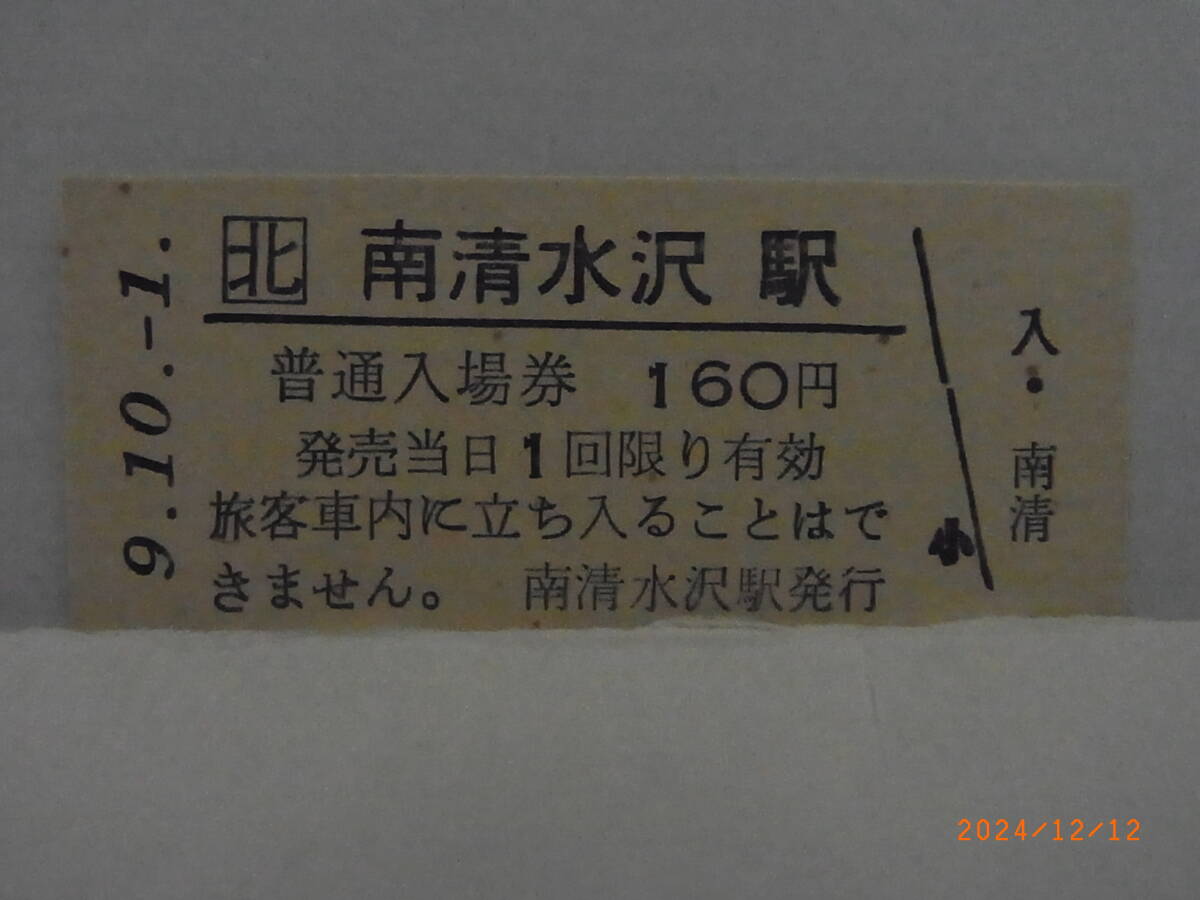 9.10.-1.
北 南清水沢 駅
普通入場券 160円
発売当日1回限り有効
旅客車内に立ち入ることはで
きません。 南清水沢駅発行
小
入・南清
2024/12/12